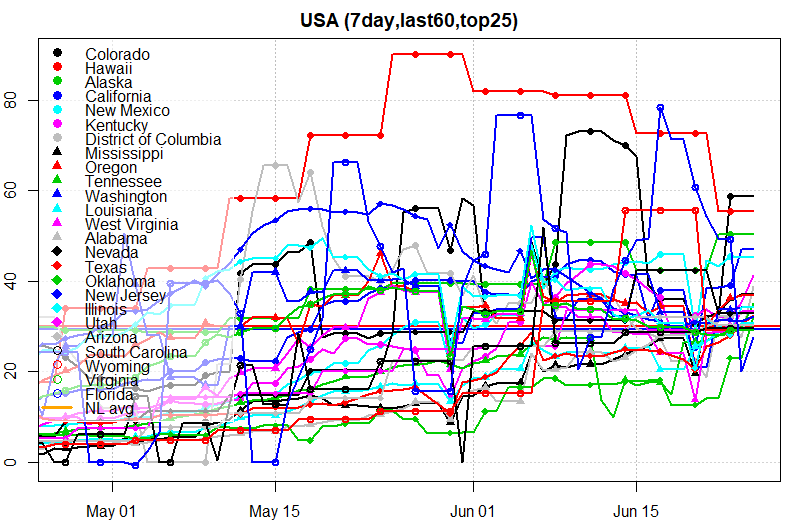 USA (7day,last60,top25)
Colorado
Hawaii
Alaska
California
New Mexico
Kentucky
District of Columbia
Mississippi
Oregon
Tennessee
Washington
Louisiana
West Virginia
Alabama
Nevada
Texas
Oklahoma
New Jersey
Illinois
Utah
Arizona
South Carolina
Wyoming
Virginia
Florida
NL avg
80
60
40
20
0
May 01 May 15 Jun 01 Jun 15